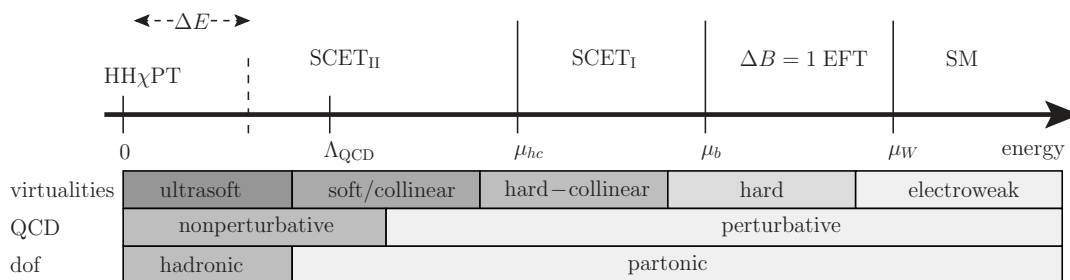 ΔE
SCET_II SCET_I ΔB = 1 EFT SM
HHχPT
0 Λ_QCD μ_hc μ_b μ_W energy
virtualities ultrasoft soft/collinear hard−collinear hard electroweak
QCD nonperturbative perturbative
dof hadronic partonic